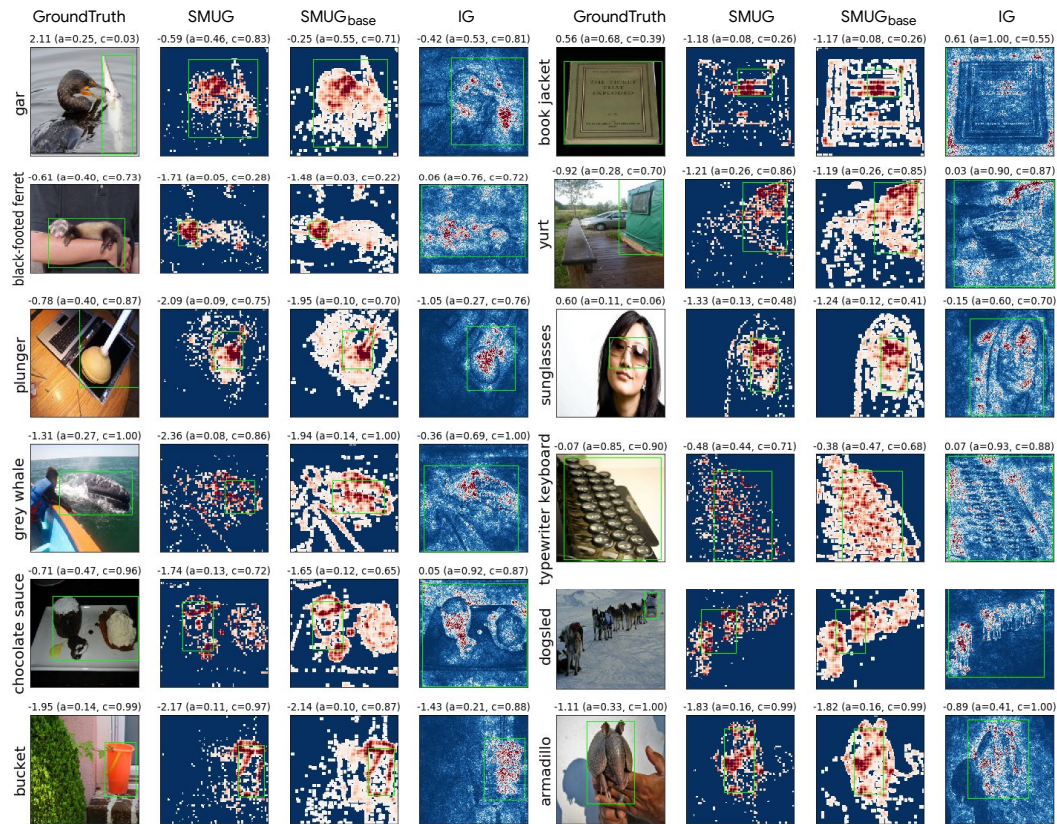 GroundTruth SMUG SMUGbase IG GroundTruth SMUG SMUGbase IG
2.11 (a=0.25, c=0.03) -0.59 (a=0.46, c=0.83) -0.25 (a=0.55, c=0.71) -0.42 (a=0.53, c=0.81) 0.56 (a=0.68, c=0.39) -1.18 (a=0.08, c=0.26) -1.17 (a=0.08, c=0.26) 0.61 (a=1.00, c=0.55)
gar book jacket
THE TICKET
THAT
EXPLODED
-0.61 (a=0.40, c=0.73) -1.71 (a=0.05, c=0.28) -1.48 (a=0.03, c=0.22) 0.06 (a=0.76, c=0.72) -0.92 (a=0.28, c=0.70) -1.21 (a=0.26, c=0.86) -1.19 (a=0.26, c=0.85) 0.03 (a=0.90, c=0.87)
black-footed ferret yurt
-0.78 (a=0.40, c=0.87) -2.09 (a=0.09, c=0.75) -1.95 (a=0.10, c=0.70) -1.05 (a=0.27, c=0.76) 0.60 (a=0.11, c=0.06) -1.33 (a=0.13, c=0.48) -1.24 (a=0.12, c=0.41) -0.15 (a=0.60, c=0.70)
plunger sunglasses
-1.31 (a=0.27, c=1.00) -2.36 (a=0.08, c=0.86) -1.94 (a=0.14, c=1.00) -0.36 (a=0.69, c=1.00) -0.07 (a=0.85, c=0.90) -0.48 (a=0.44, c=0.71) -0.38 (a=0.47, c=0.68) 0.07 (a=0.93, c=0.88)
grey whale typewriter keyboard
-0.71 (a=0.47, c=0.96) -1.74 (a=0.13, c=0.72) -1.65 (a=0.12, c=0.65) 0.05 (a=0.92, c=0.87)
chocolate sauce dogsled
-1.95 (a=0.14, c=0.99) -2.17 (a=0.11, c=0.97) -2.14 (a=0.10, c=0.87) -1.43 (a=0.21, c=0.88) -1.11 (a=0.33, c=1.00) -1.83 (a=0.16, c=0.99) -1.82 (a=0.16, c=0.99) -0.89 (a=0.41, c=1.00)
bucket armadillo